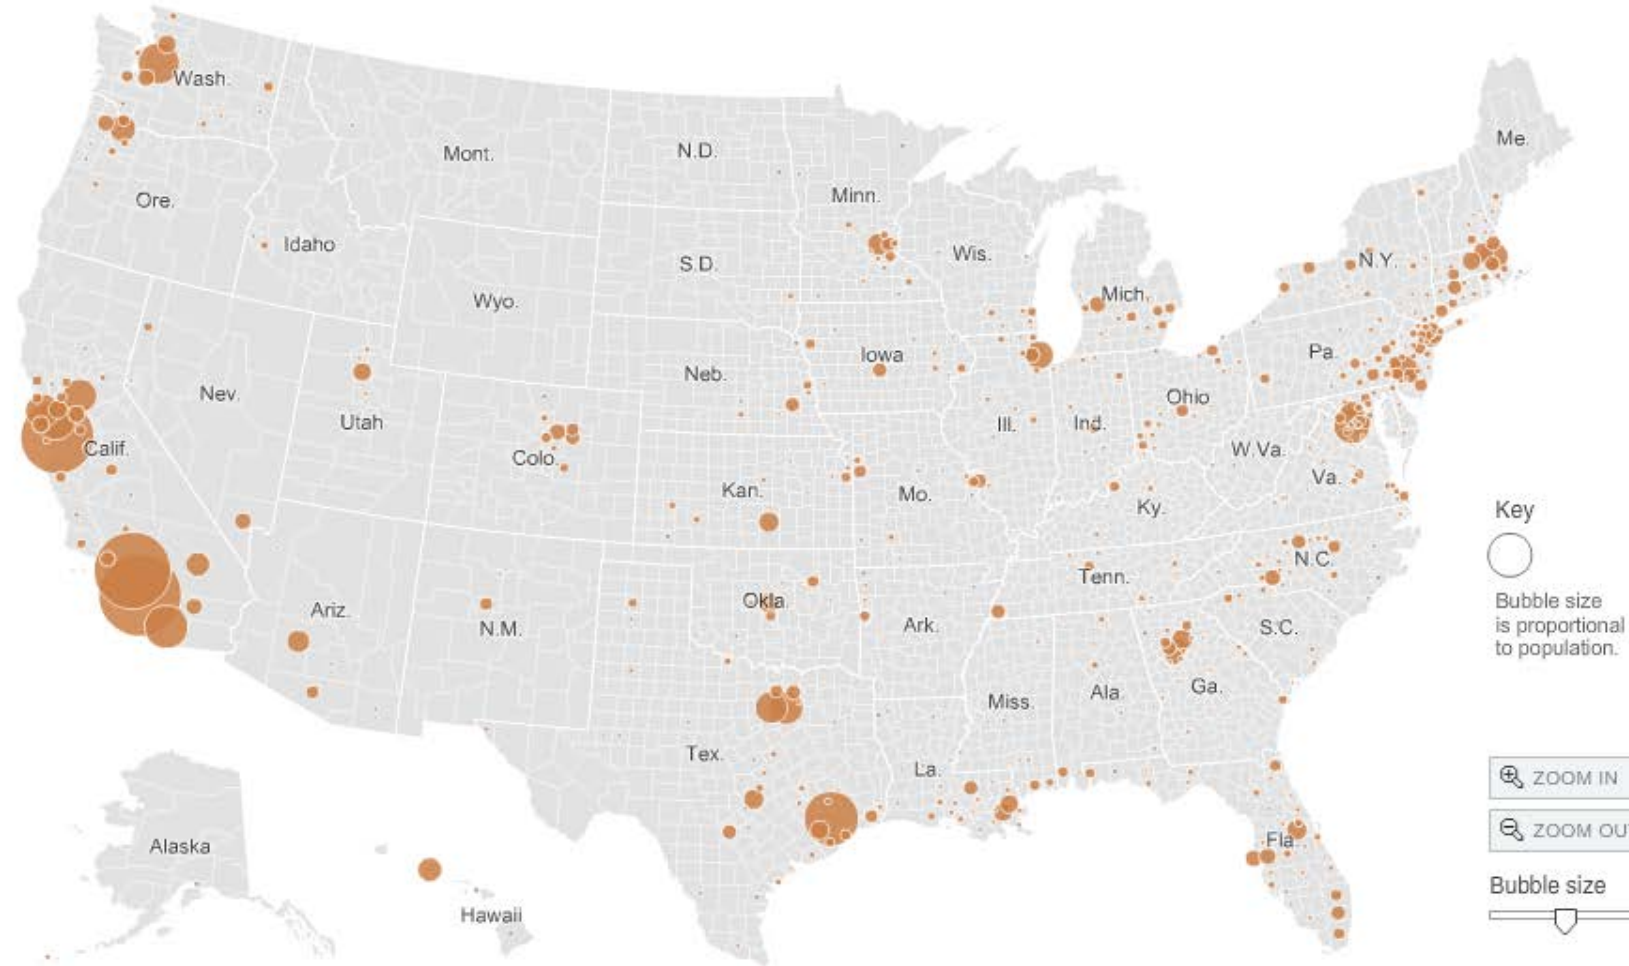 Wash.
Mont.
N.D.
Me.
Ore.
Minn.
Idaho
Wis.
N.Y.
S.D.
Mich.
Wyo.
Iowa
Pa.
Neb.
Nev.
Ohio
Utah
Ill.
Ind.
Calif.
Colo.
W.Va.
Va.
Kan.
Mo.
Ky.
Key
N.C.
Tenn.
Okla.
Bubble size
is proportional
to population.
Ariz.
N.M.
Ark.
S.C.
Miss.
Ala.
Ga.
Tex.
La.
ZOOM IN
Fla.
ZOOM OU
Alaska
Bubble size
Hawaii